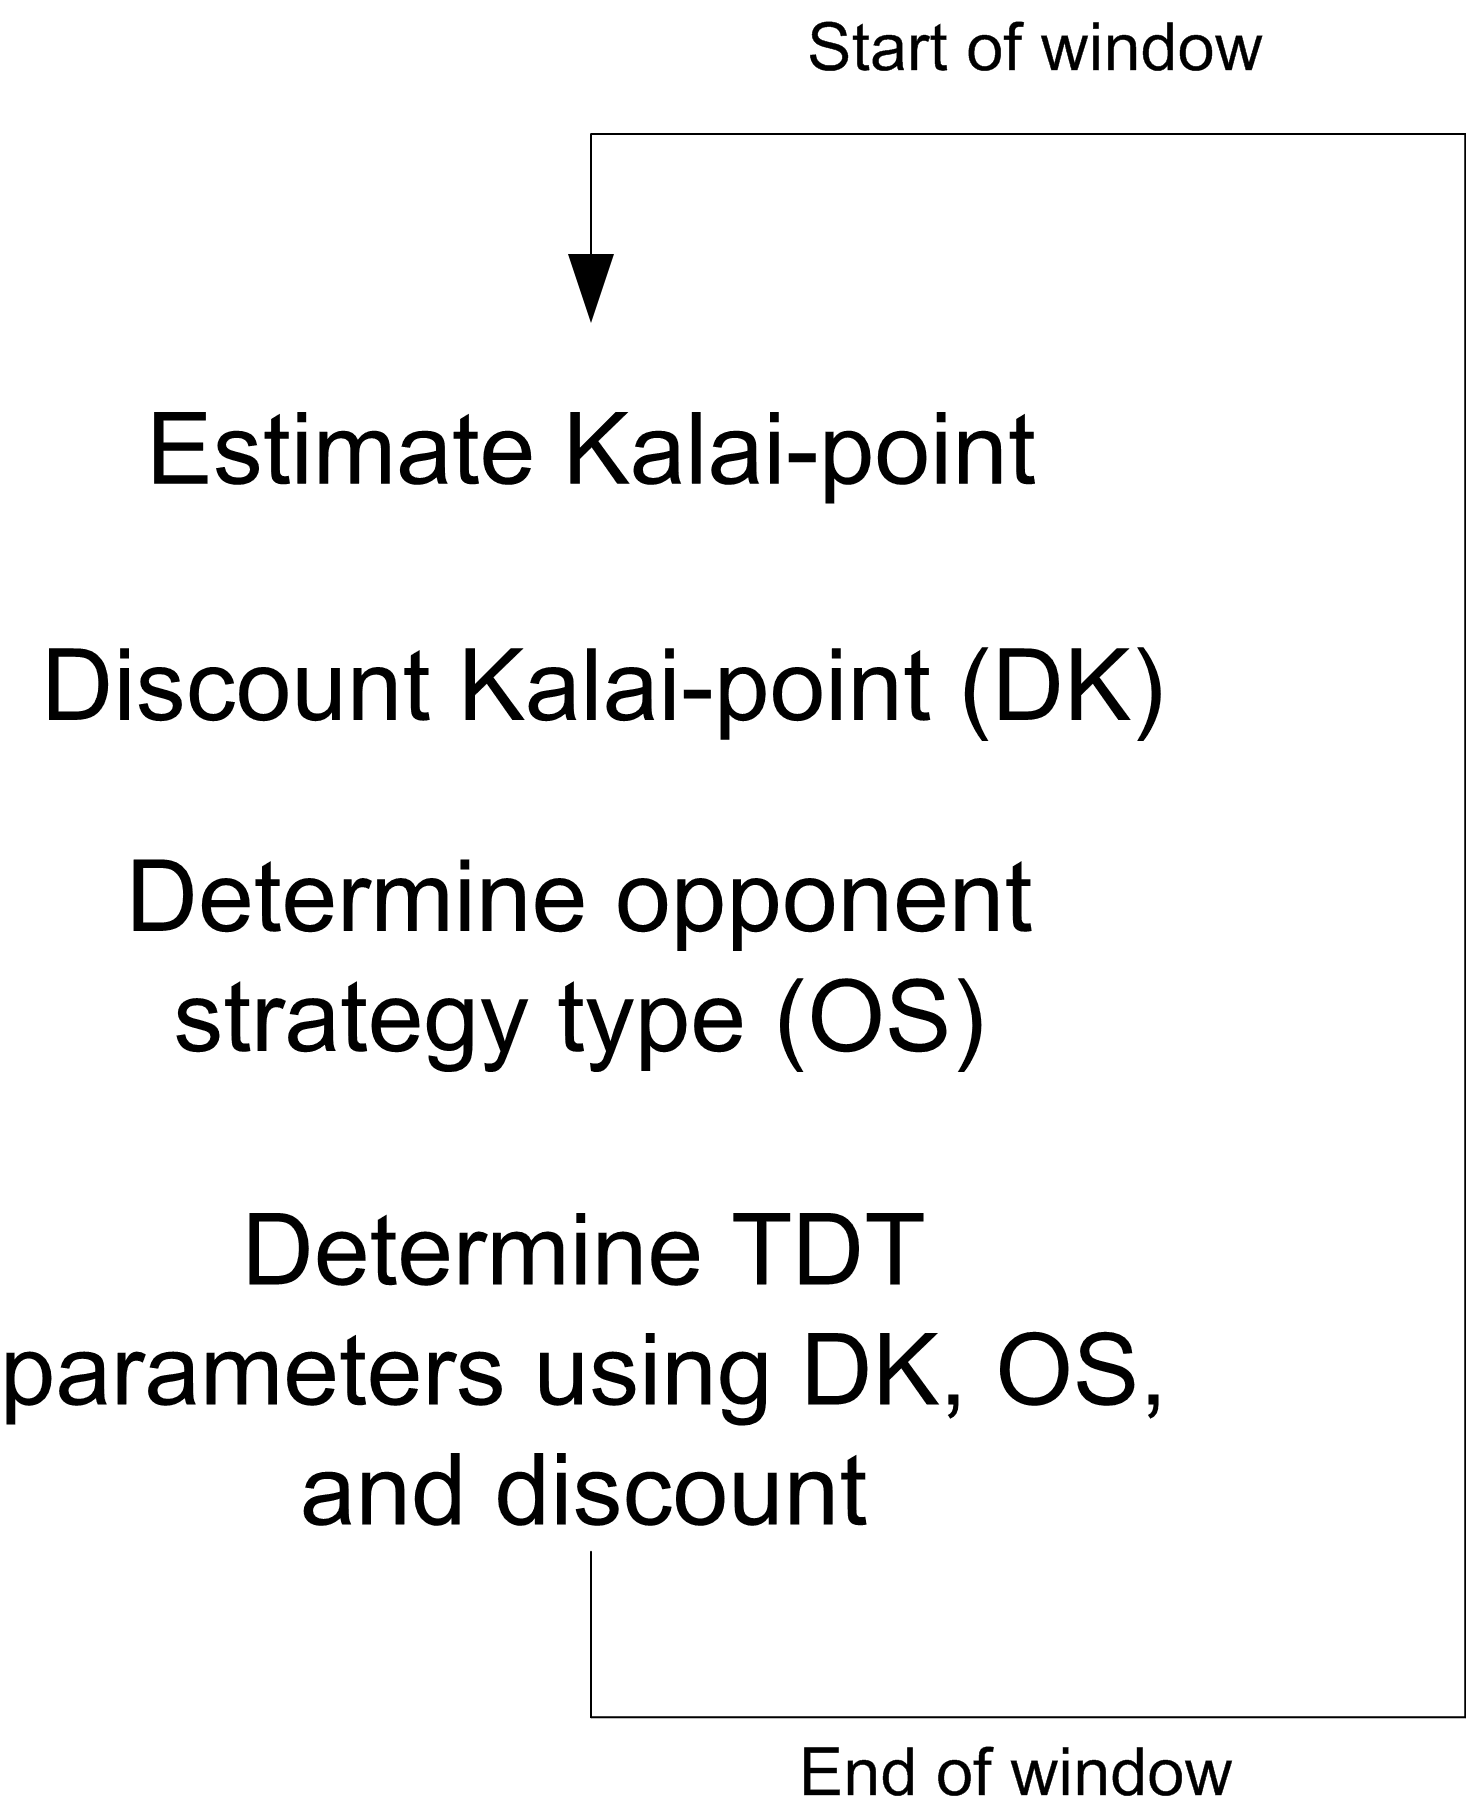 Start of window
Estimate Kalai-point
Discount Kalai-point (DK)
Determine opponent
strategy type (OS)
Determine TDT
parameters using DK, OS,
and discount
End of window